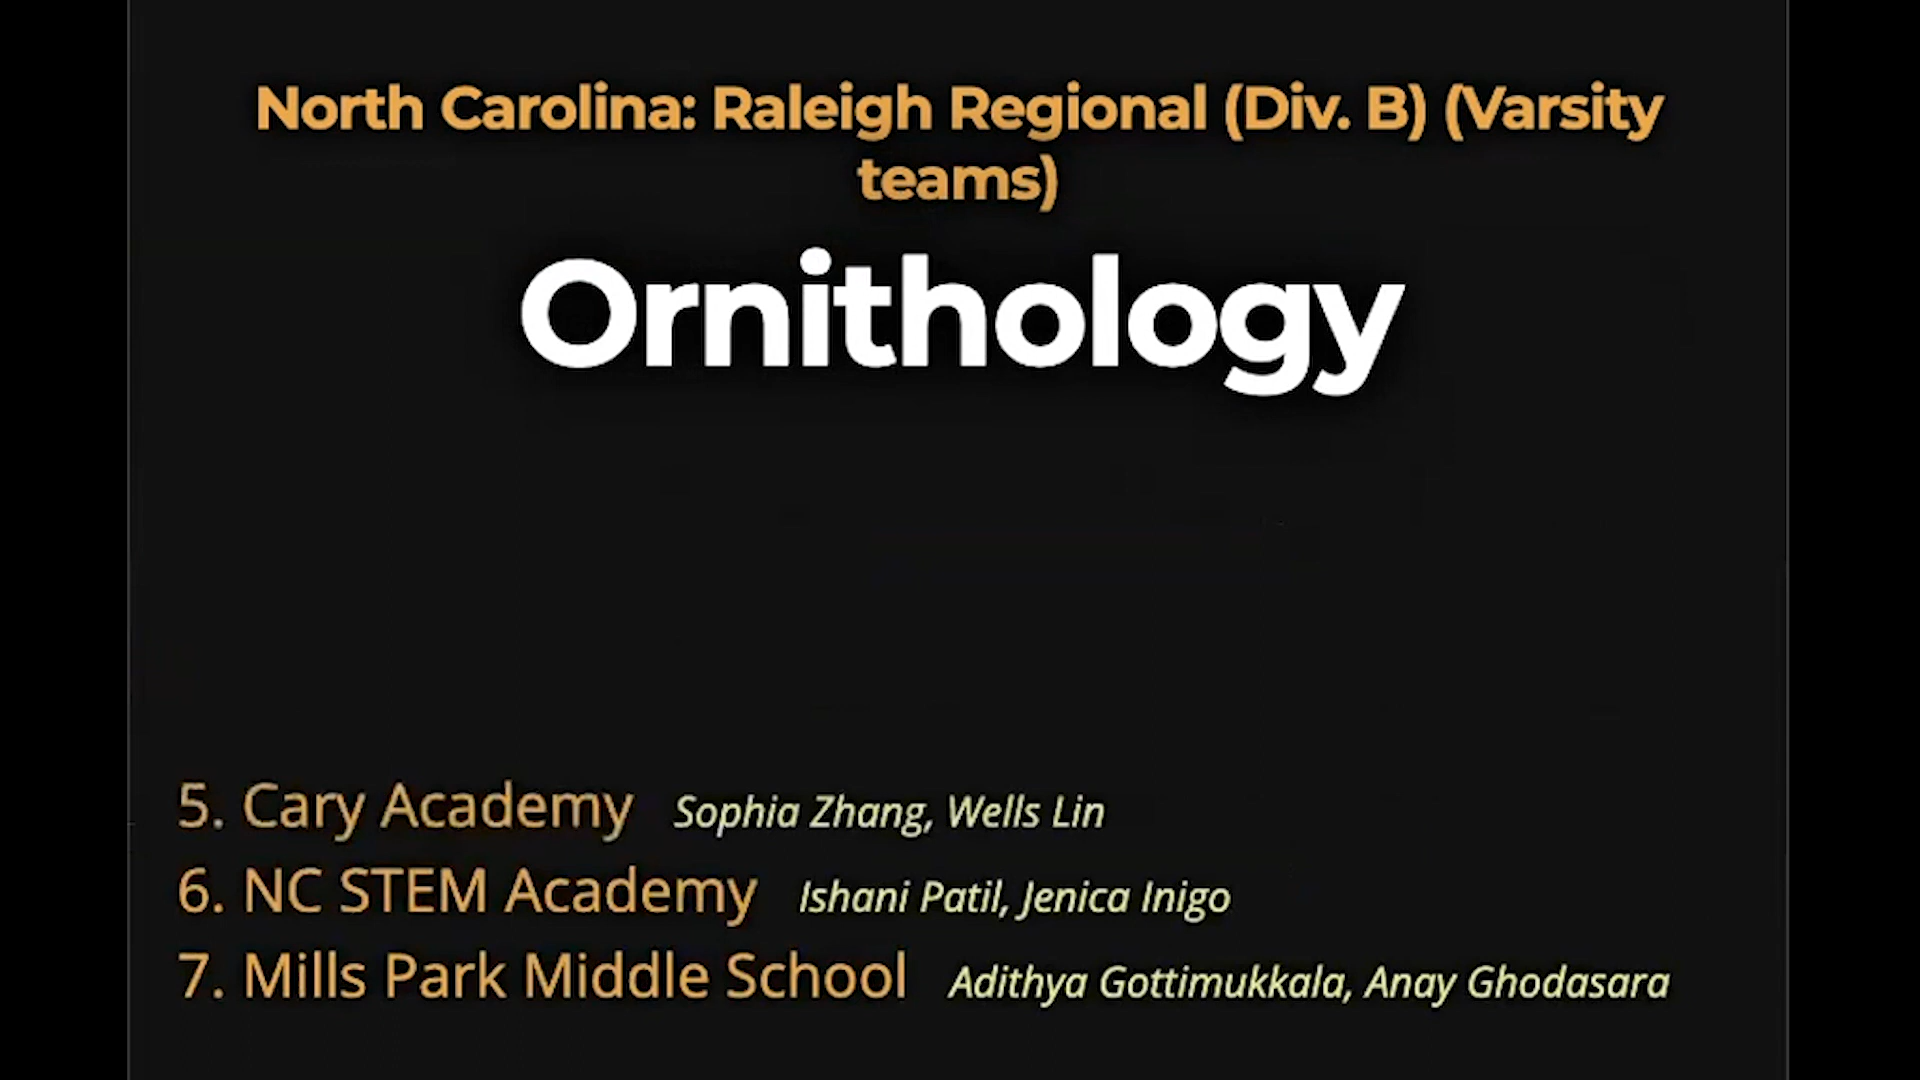 North Carolina: Raleigh Regional (Div. B) (Varsity
teams)
Ornithology
5. Cary Academy Sophia Zhang, Wells Lin
6. NC STEM Academy Ishani Patil, Jenica Inigo
7. Mills Park Middle School Adithya Gottimukkala, Anay Ghodasara